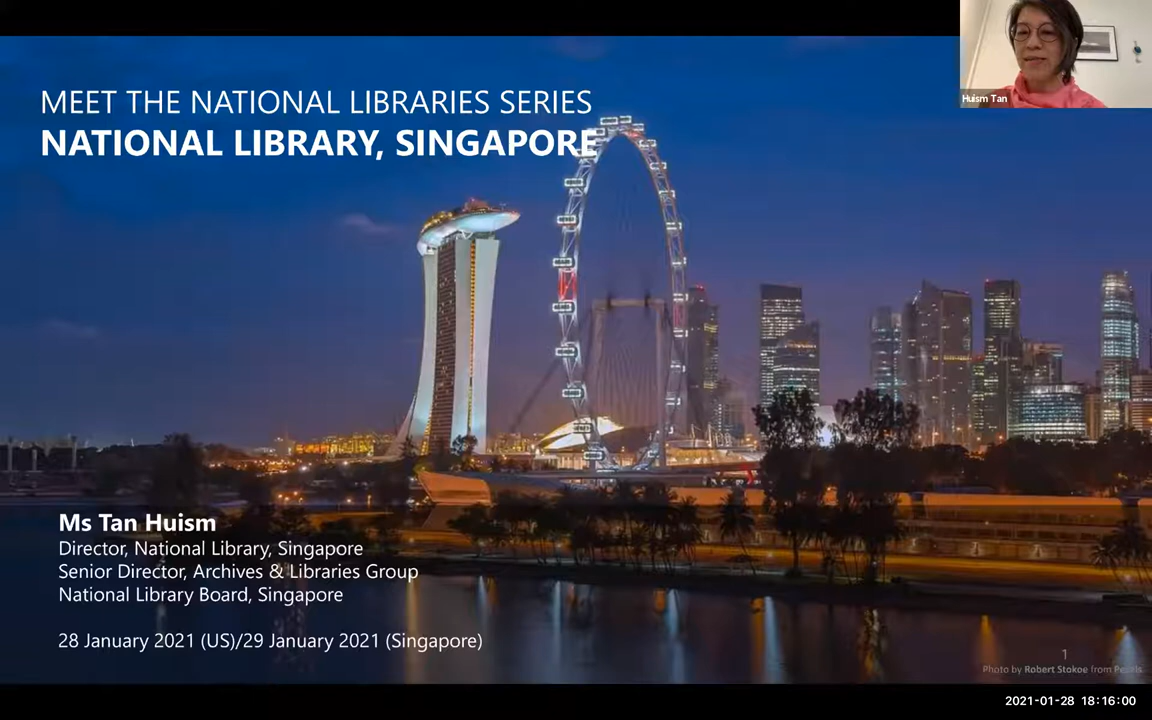 MEET THE NATIONAL LIBRARIES SERIES
NATIONAL LIBRARY, SINGAPORE
Huism Tan
Ms Tan Huism
Director, National Library, Singapore
Senior Director, Archives & Libraries Group
National Library Board, Singapore
28 January 2021 (US)/29 January 2021 (Singapore)
1
Photo by Robert Stokoe from Pexels
2021-01-28 18:16:00